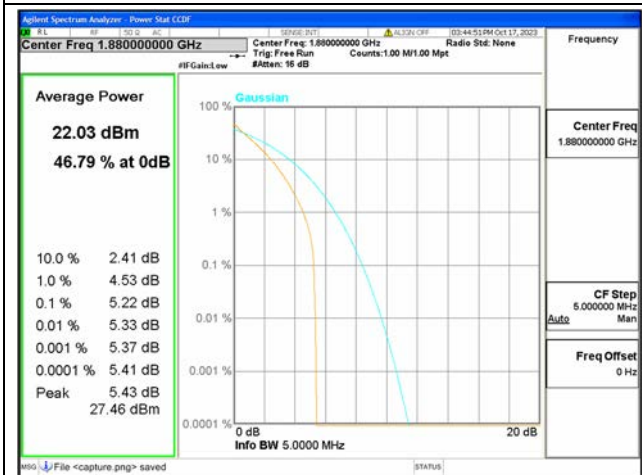 Agilent Spectrum Analyzer - Power Stat CCDF
RL RF 50 Ω AC SENSE:INT ALIGN OFF 03:44:51 PM Oct 17, 2023
Center Freq 1.880000000 GHz
Center Freq: 1.880000000 GHz Radio Std: None
Trig: Free Run Counts:1.00 M/1.00 Mpt
#IFGain:Low #Atten: 16 dB
Frequency
Average Power
22.03 dBm
46.79 % at 0dB
10.0 % 2.41 dB
1.0 % 4.53 dB
0.1 % 5.22 dB
0.01 % 5.33 dB
0.001 % 5.37 dB
0.0001 % 5.41 dB
Peak 5.43 dB
27.46 dBm
Gaussian
100 %
10 %
1 %
0.1 %
0.01 %
0.001 %
0.0001 %
0 dB 20 dB
Info BW 5.0000 MHz
Center Freq
1.880000000 GHz
CF Step
5.000000 MHz
Auto Man
Freq Offset
0 Hz
MSG File <capture.png> saved STATUS